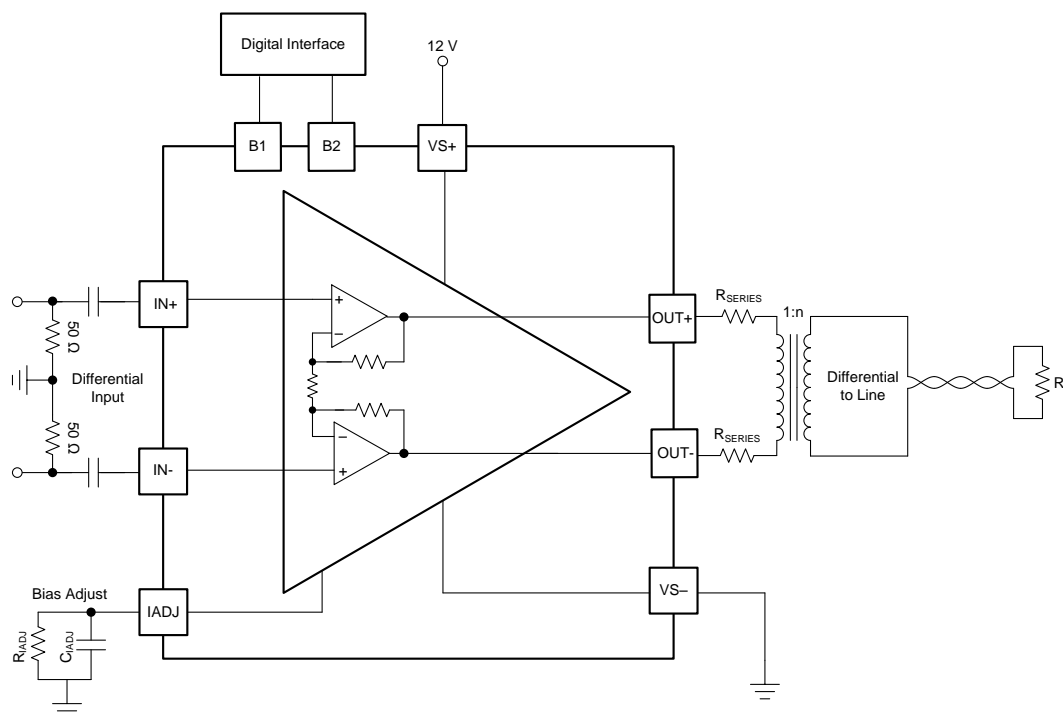 Digital Interface
12 V
B1
B2
VS+
IN+
50 Ω
Differential
Input
50 Ω
IN-
+
−
−
+
OUT+
RSERIES
1:n
Differential
to Line
R
RSERIES
OUT-
Bias Adjust
IADJ
RIADJ
CIADJ
VS–